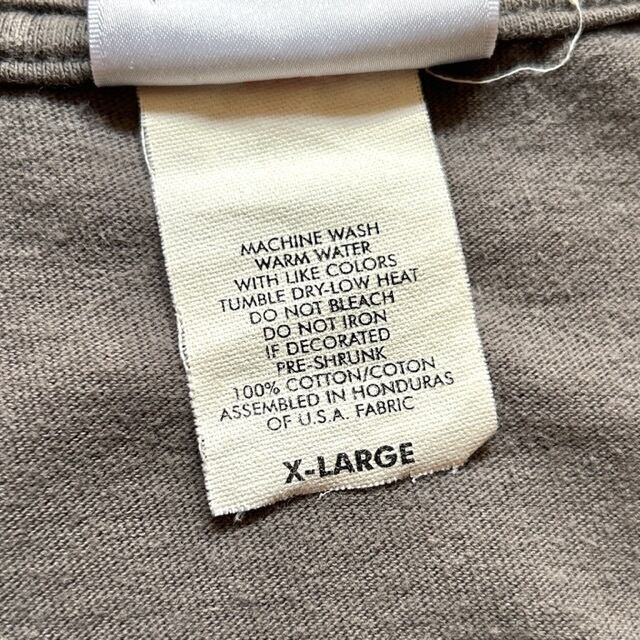 MACHINE WASH
WARM WATER
WITH LIKE COLORS
TUMBLE DRY-LOW HEAT
DO NOT BLEACH
DO NOT IRON
IF DECORATED
PRE-SHRUNK
100% COTTON/COTON
ASSEMBLED IN HONDURAS
OF U.S.A. FABRIC
X-LARGE